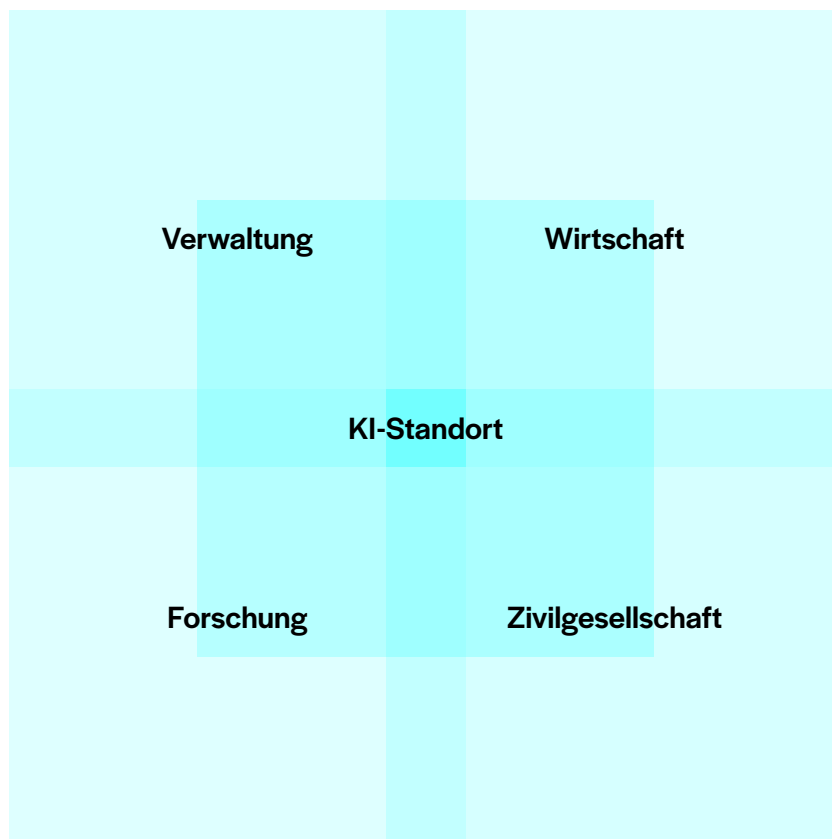 Verwaltung
Wirtschaft
KI-Standort
Forschung
Zivilgesellschaft